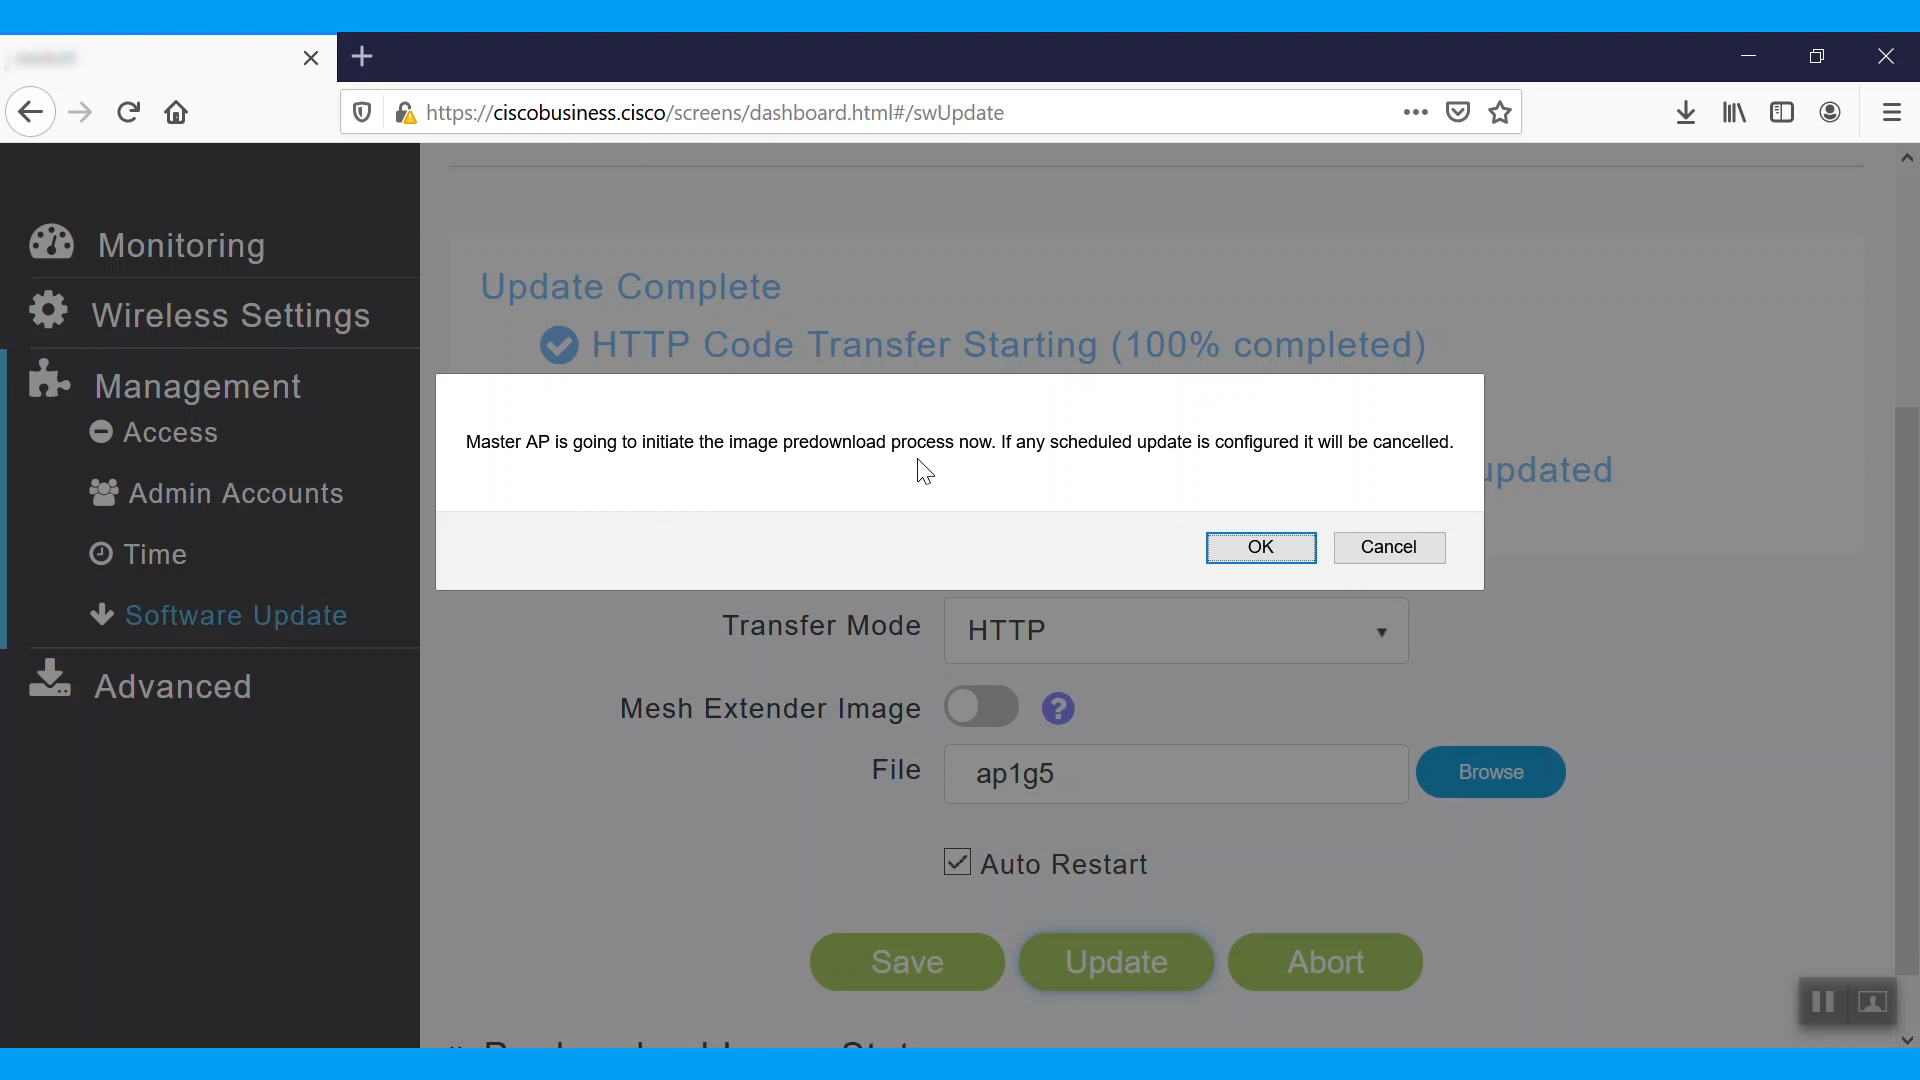 https://ciscobusiness.cisco/screens/dashboard.html#/swUpdate
Monitoring
Wireless Settings
Management
Access
Admin Accounts
Time
Software Update
Advanced
Update Complete
HTTP Code Transfer Starting (100% completed)
Master AP is going to initiate the image predownload process now. If any scheduled update is configured it will be cancelled.
updated
OK
Cancel
Transfer Mode
HTTP
Mesh Extender Image
?
File
ap1g5
Browse
Auto Restart
Save
Update
Abort